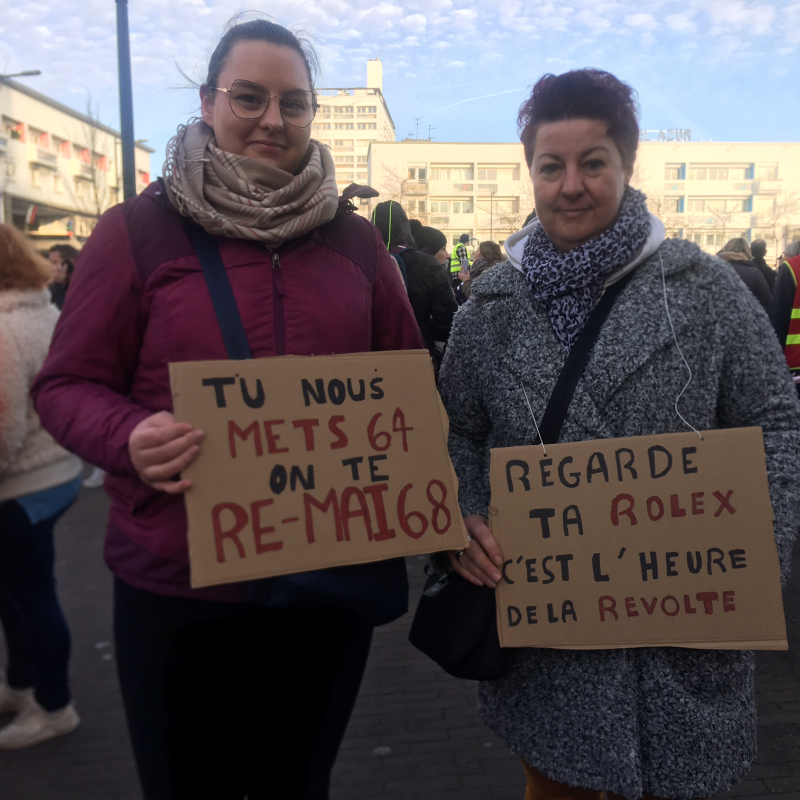 TU NOUS
METS 64
ON TE
RE-MAI 68
REGARDE
TA ROLEX
C'EST L'HEURE
DE LA REVOLTE